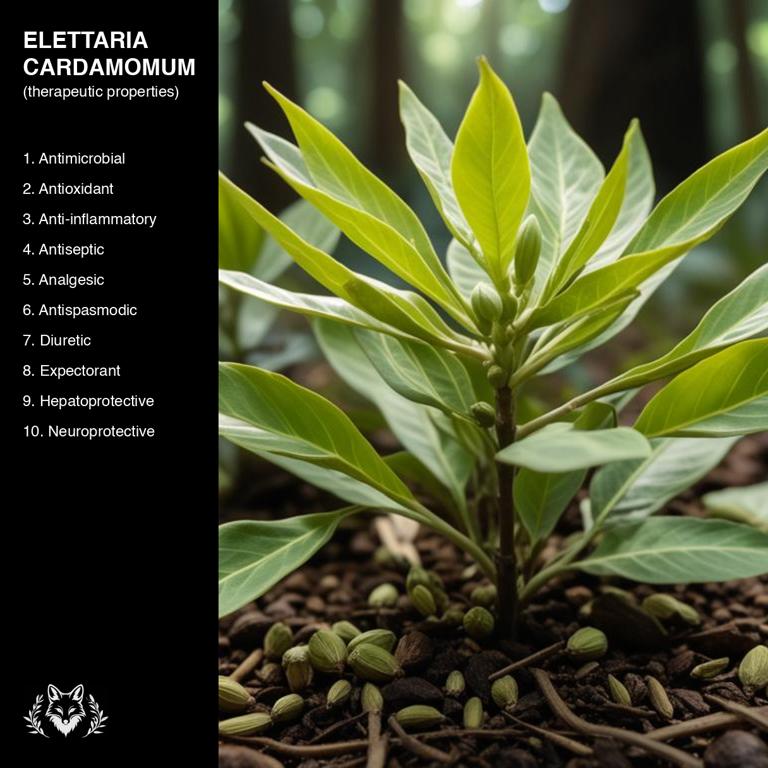 ELETTARIA
CARDAMOMUM
(therapeutic properties)
1. Antimicrobial
2. Antioxidant
3. Anti-inflammatory
4. Antiseptic
5. Analgesic
6. Antispasmodic
7. Diuretic
8. Expectorant
9. Hepatoprotective
10. Neuroprotective